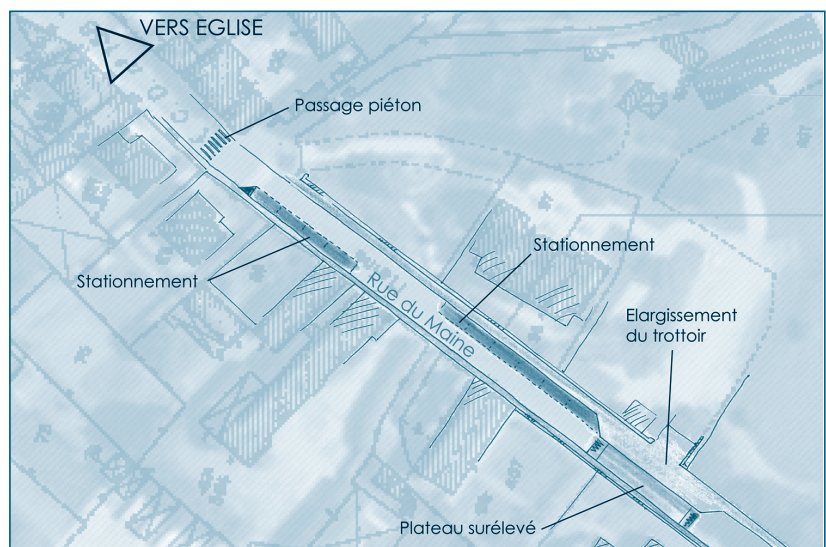 VERS EGLISE
Passage piéton
Stationnement
Stationnement
Rue du Maine
Elargissement
du trottoir
Plateau surélevé